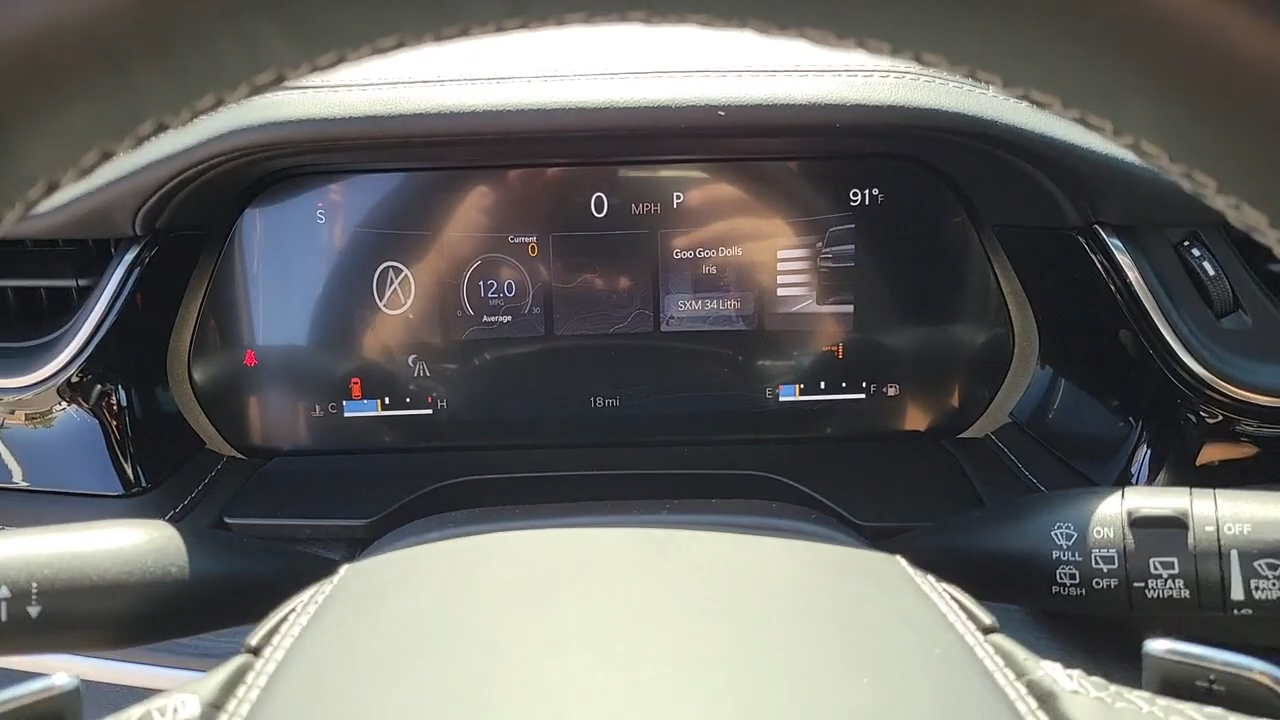 0 MPH P
91°F
S
Current
0
12.0
MPG
0 30
Average
Goo Goo Dolls
Iris
SXM 34 Lithi
C H
18mi
E F
PULL
PUSH
ON
OFF
REAR
WIPER
OFF
FRO
WIP
LO